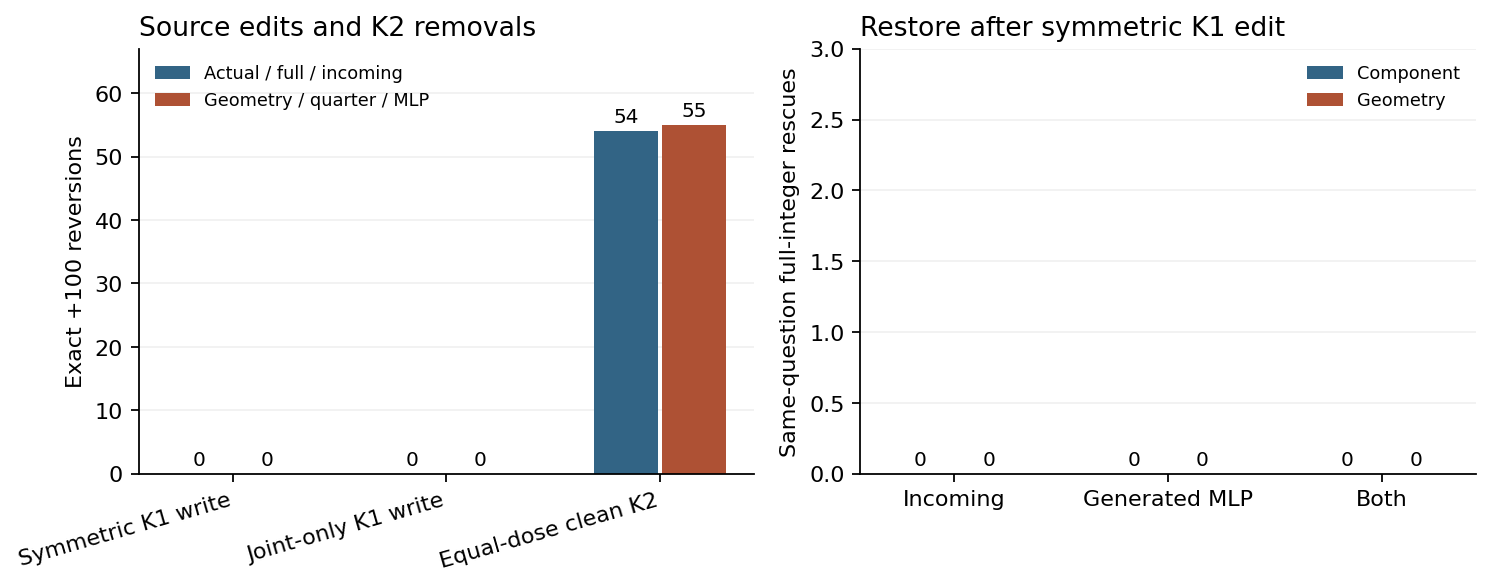 Source edits and K2 removals
Actual / full / incoming
Geometry / quarter / MLP
Exact +100 reversions
60
50
40
30
20
10
0
0
0
0
0
54
55
Symmetric K1 write
Joint-only K1 write
Equal-dose clean K2
Restore after symmetric K1 edit
Component
Geometry
Same-question full-integer rescues
3.0
2.5
2.0
1.5
1.0
0.5
0.0
0
0
0
0
0
0
Incoming
Generated MLP
Both